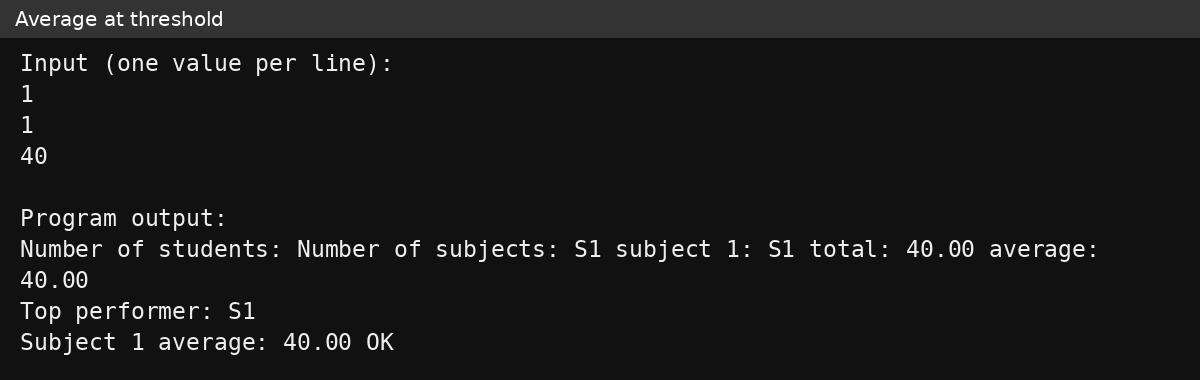 Average at threshold
Input (one value per line):
1
1
40
Program output:
Number of students: Number of subjects: S1 subject 1: S1 total: 40.00 average:
40.00
Top performer: S1
Subject 1 average: 40.00 OK